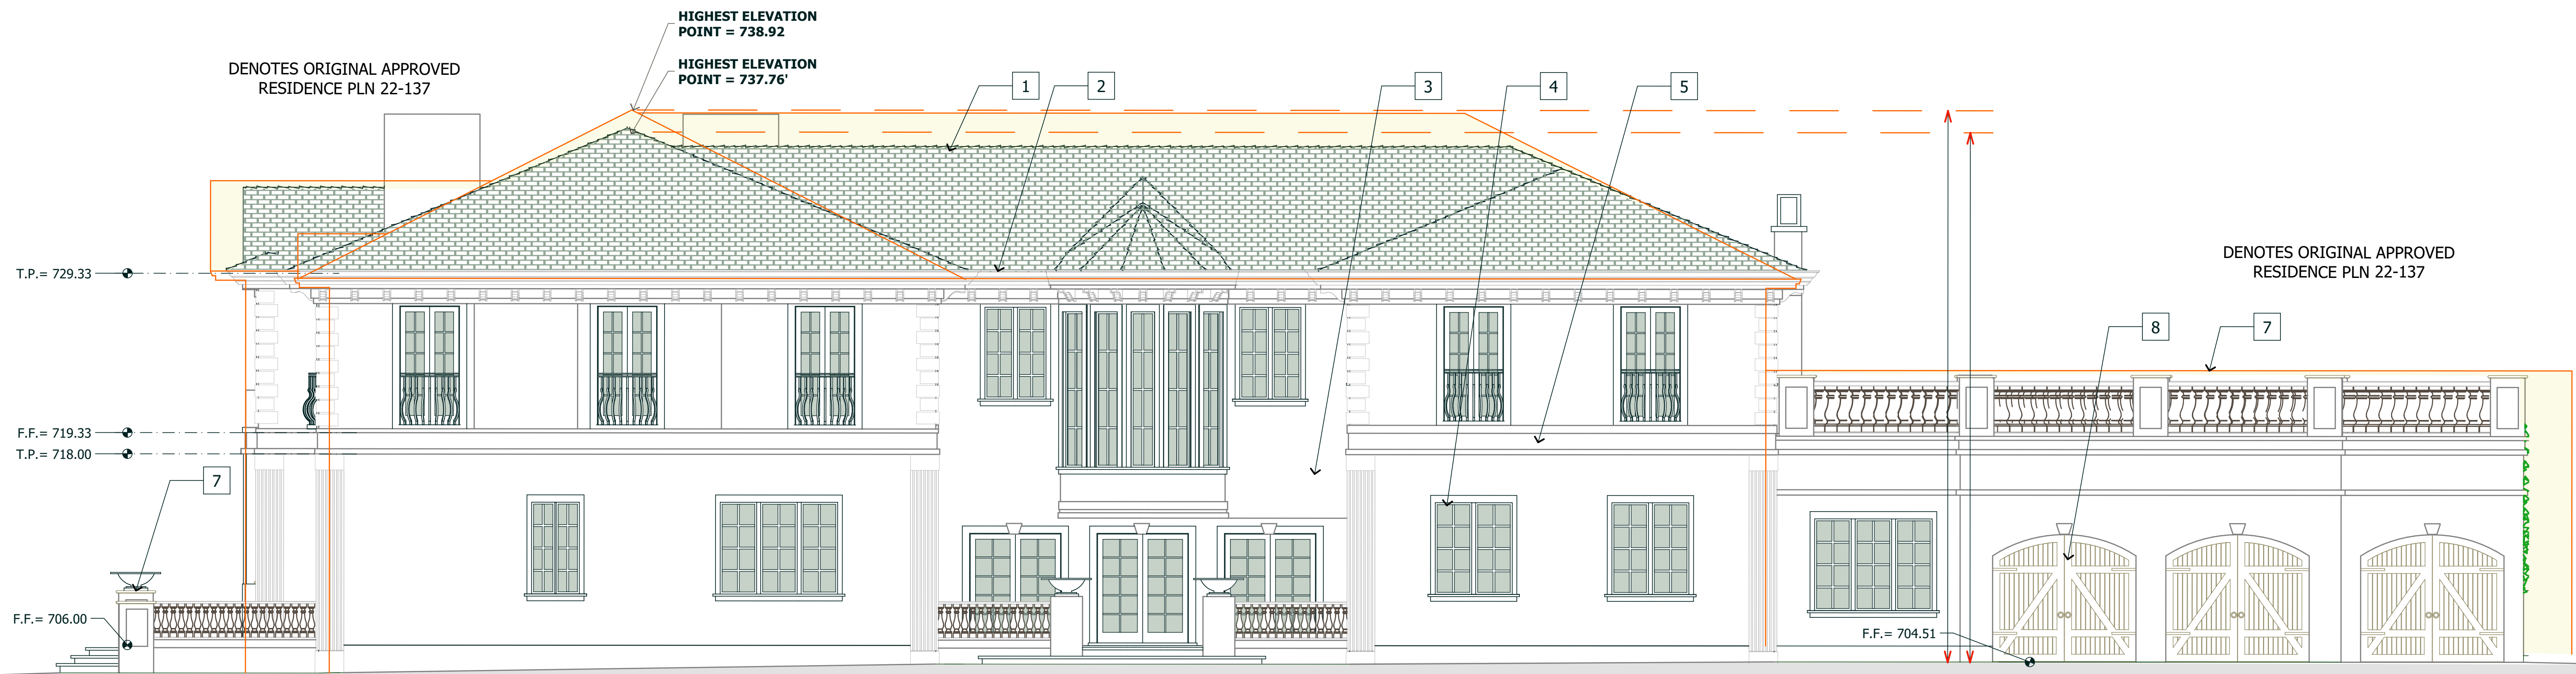 HIGHEST ELEVATION
POINT = 738.92
DENOTES ORIGINAL APPROVED
RESIDENCE PLN 22-137
HIGHEST ELEVATION
POINT = 737.76'
1
2
3
4
5
T.P.= 729.33
DENOTES ORIGINAL APPROVED
RESIDENCE PLN 22-137
8
7
F.F.= 719.33
T.P.= 718.00
7
F.F.= 706.00
F.F.= 704.51